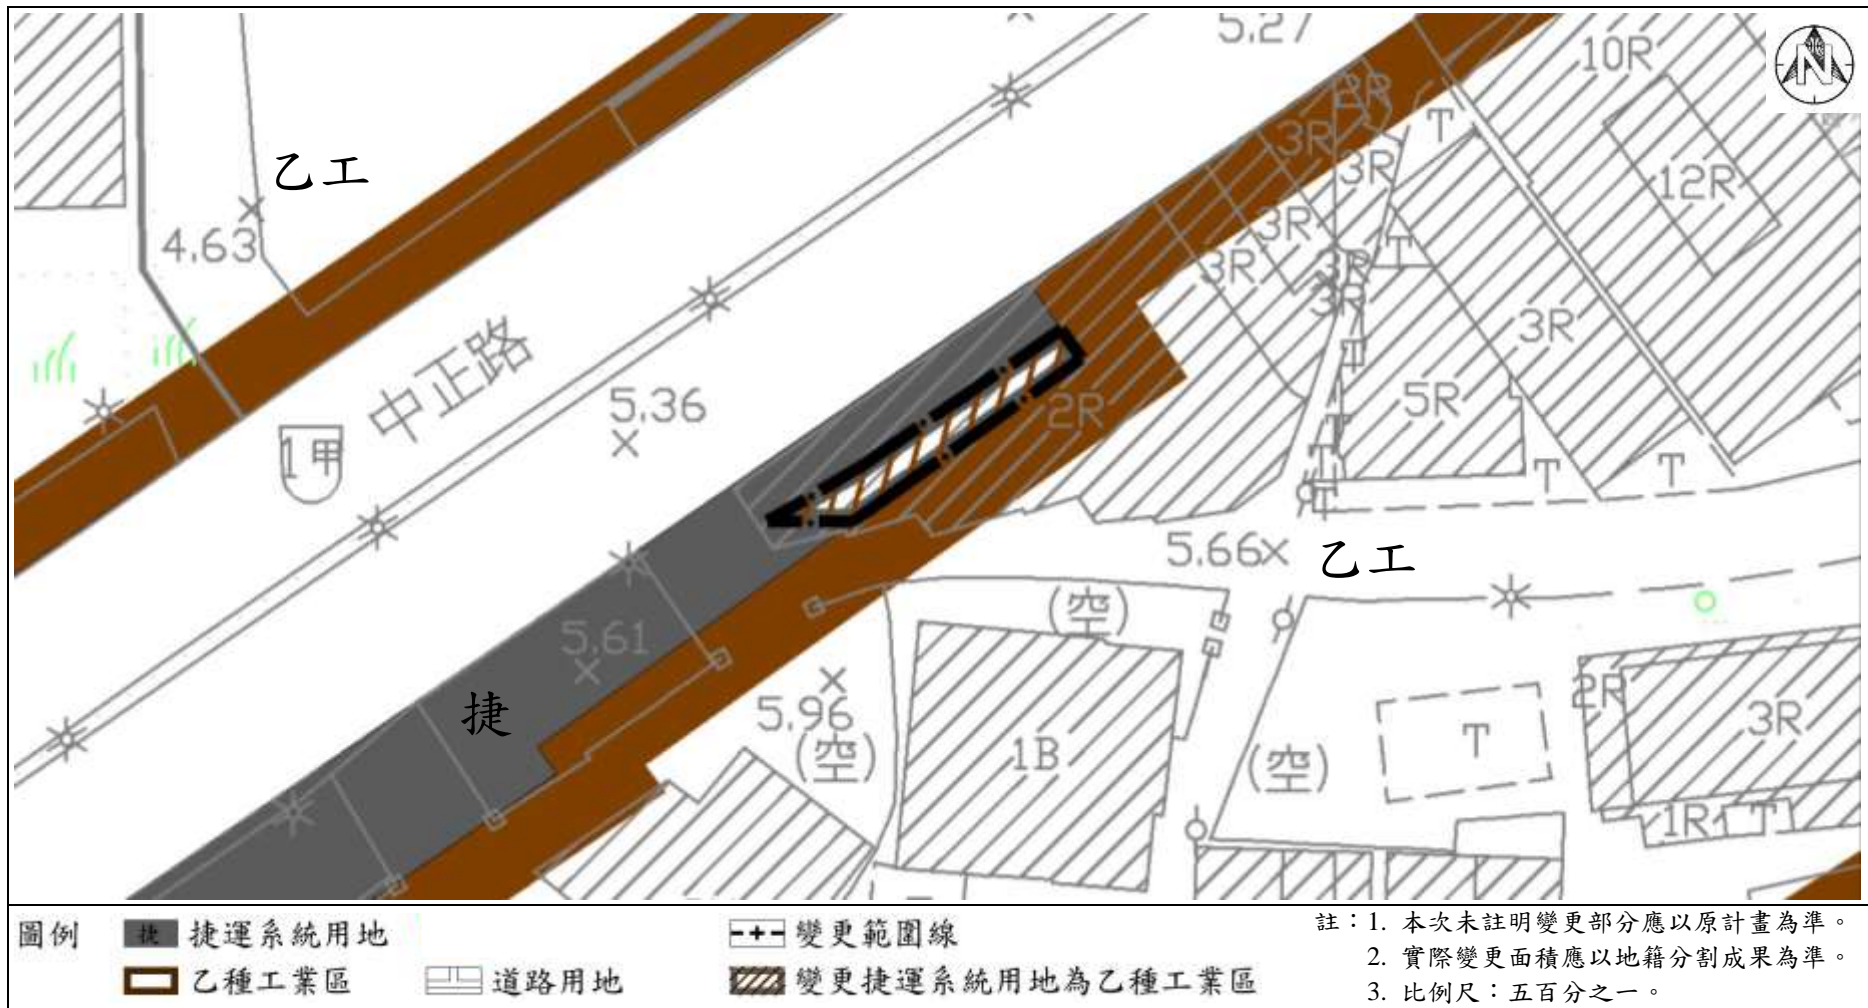 5.27
10R
N
2R
T
3R
3R
12R
乙工
4.63
3R
T
3R
3R
3R
3R
T
中正路
5.36
1甲
2R
5R
T
T
T
T
T
5.66 乙工
(空)
5.61
捷
5.96
(空)
1B
(空)
T
2R
3R
1R T
圖例
捷 捷運系統用地
變更範圍線
乙種工業區
道路用地
變更捷運系統用地為乙種工業區
註：1. 本次未註明變更部分應以原計畫為準。
2. 實際變更面積應以地籍分割成果為準。
3. 比例尺：五百分之一。